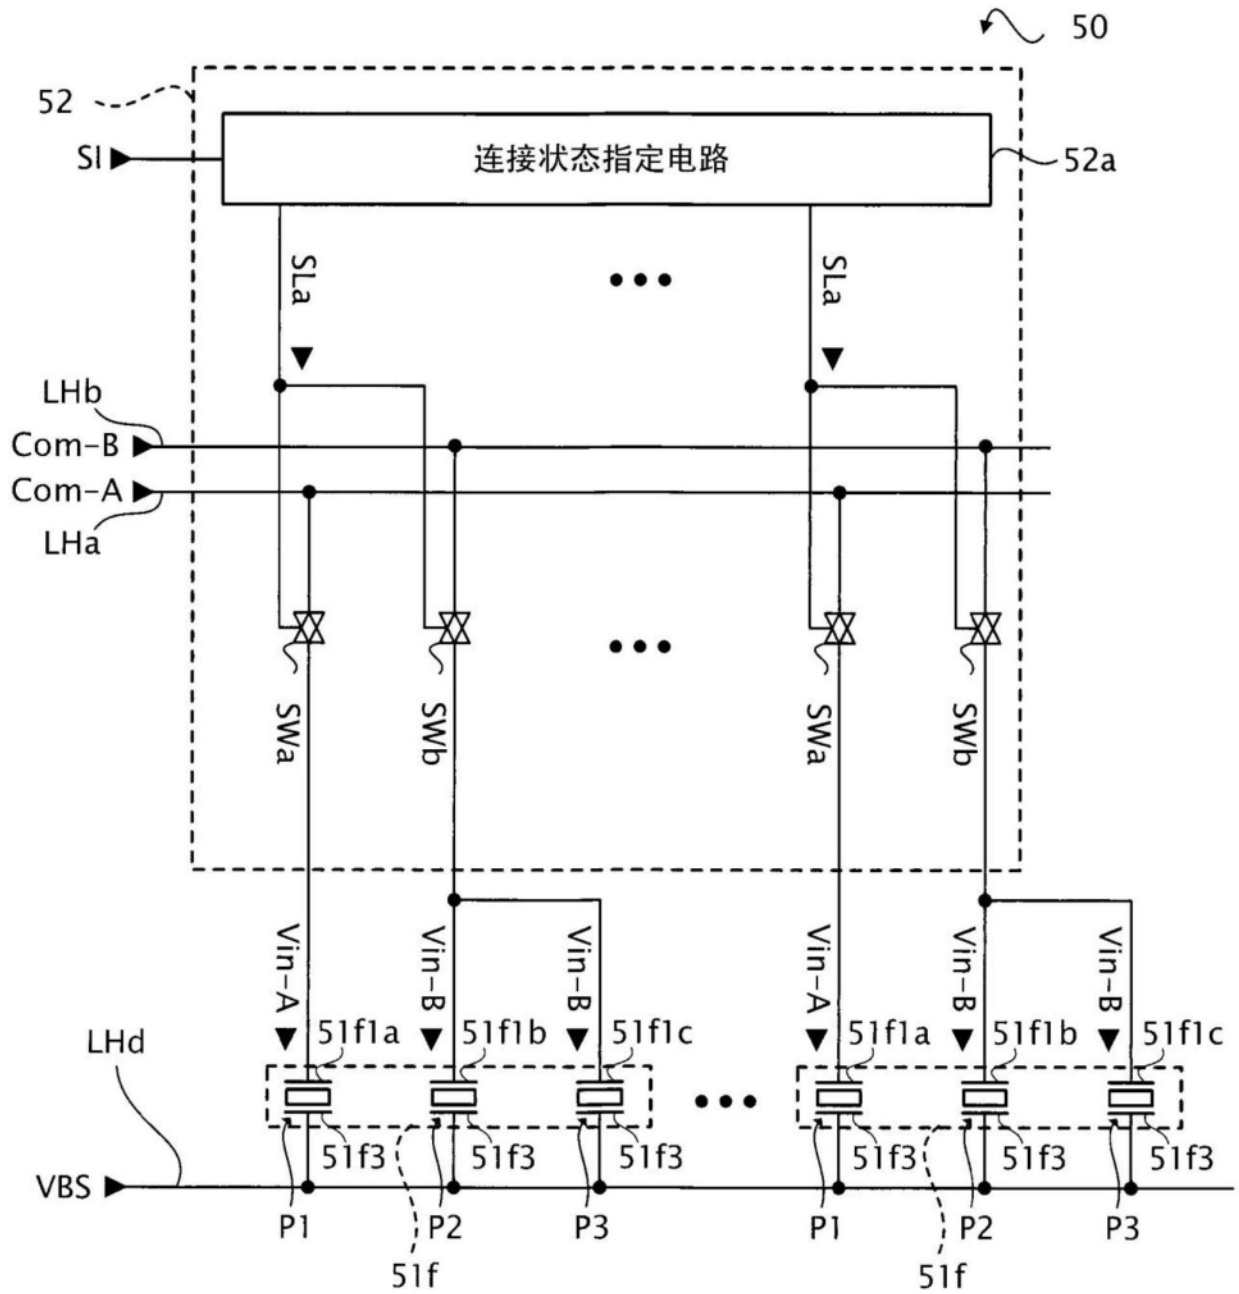 50
52
SI
连接状态指定电路
52a
SLa
SLa
LHb
Com-B
Com-A
LHa
SWa
SWb
SWa
SWb
Vin-A
Vin-B
Vin-B
Vin-A
Vin-B
Vin-B
LHd
51f1a
51f1b
51f1c
51f1a
51f1b
51f1c
51f3
51f3
51f3
51f3
51f3
51f3
VBS
P1
P2
P3
P1
P2
P3
51f
51f